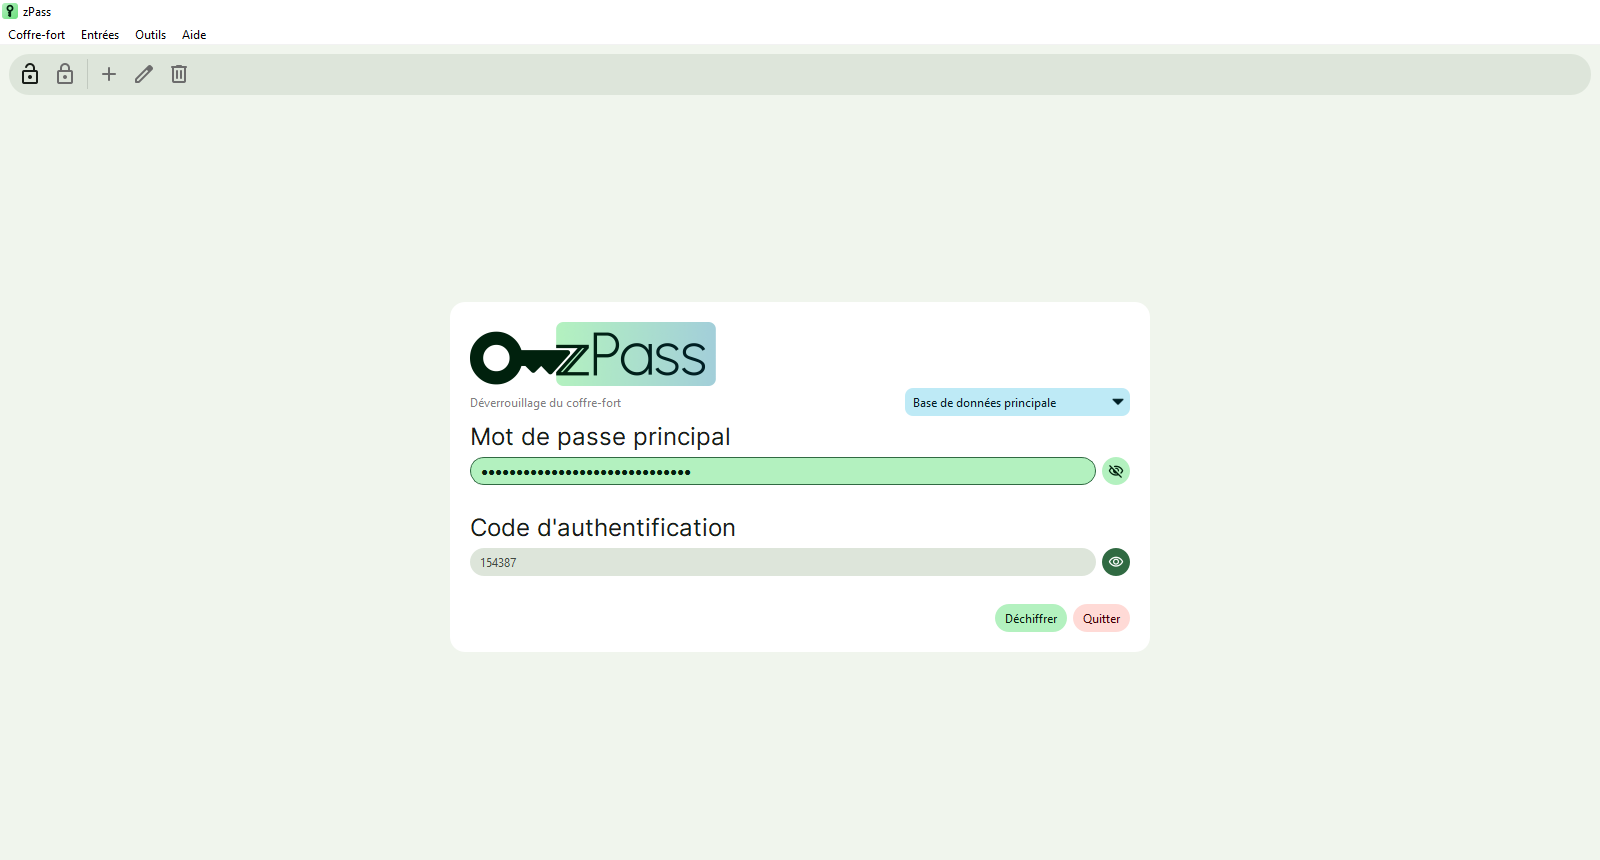 zPass
Coffre-fort Entrées Outils Aide
zPass
Déverrouillage du coffre-fort
Base de données principale
Mot de passe principal
••••••••••••••••••••••••••••••
Code d'authentification
154387
Déchiffrer Quitter